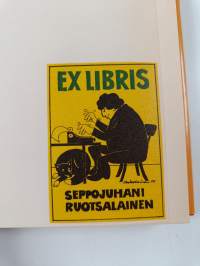 EX LIBRIS
SEPPOJUHANI
RUOTSALAINEN